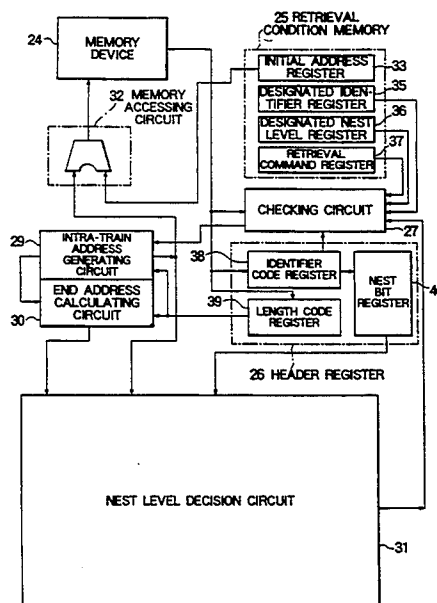 25 RETRIEVAL
CONDITION MEMORY
24
MEMORY
DEVICE
33
INITIAL ADDRESS
REGISTER
35
DESIGNATED IDEN-
TIFIER REGISTER
36
DESIGNATED NEST
LEVEL REGISTER
37
RETRIEVAL
COMMAND REGISTER
32 MEMORY
ACCESSING
CIRCUIT
CHECKING CIRCUIT
27
29
INTRA-TRAIN
ADDRESS
GENERATING
CIRCUIT
38
IDENTIFIER
CODE REGISTER
NEST
BIT
REGISTER
END ADDRESS
CALCULATING
CIRCUIT
30
39
LENGTH CODE
REGISTER
26 HEADER REGISTER
NEST LEVEL DECISION CIRCUIT
31